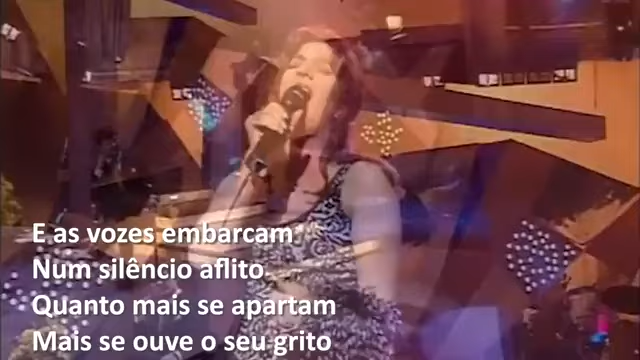 E as vozes embarcam
Num silêncio aflito
Quanto mais se apartam
Mais se ouve o seu grito